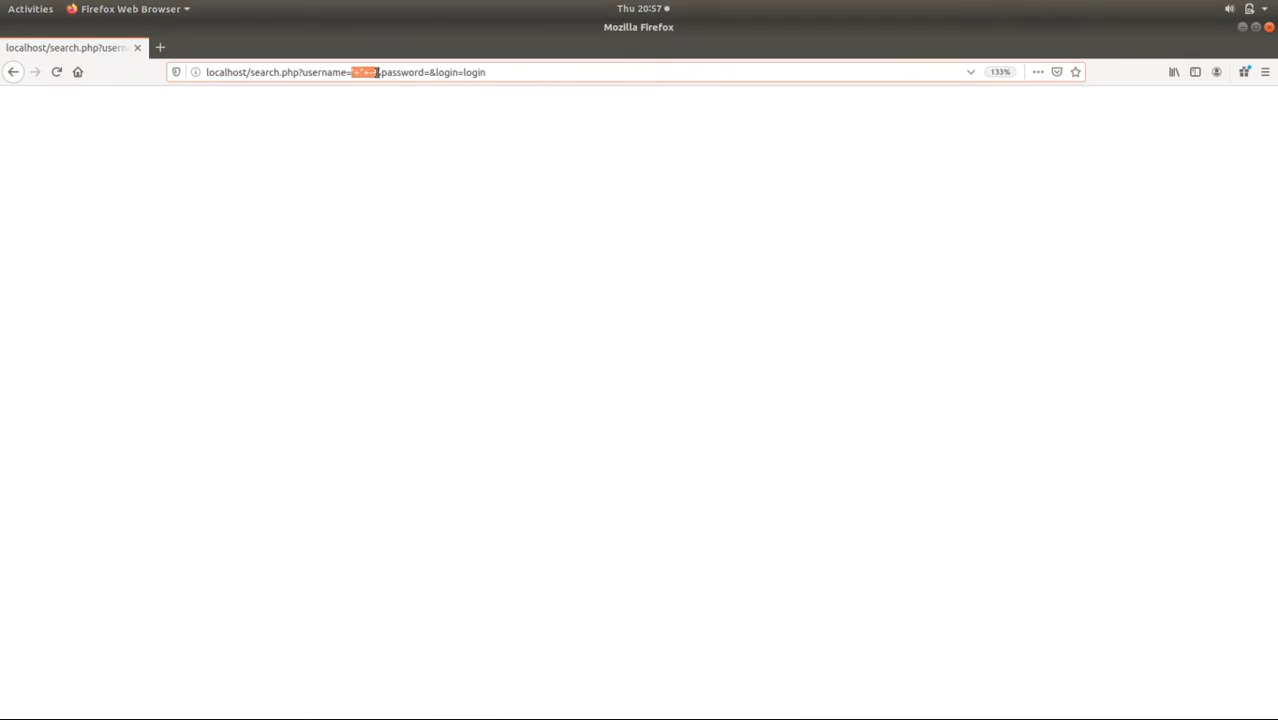 Activities Firefox Web Browser Thu 20:57
Mozilla Firefox
localhost/search.php?usern
localhost/search.php?username= password=&login=login 133%